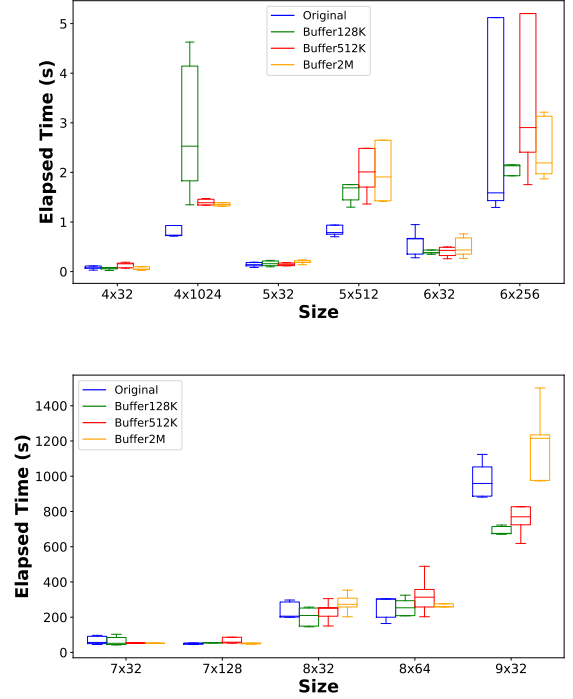 Original
Buffer128K
Buffer512K
Buffer2M
5
4
3
2
1
0
Elapsed Time (s)
4x32 4x1024 5x32 5x512 6x32 6x256
Size
Original
Buffer128K
Buffer512K
Buffer2M
1400
1200
1000
800
600
400
200
0
Elapsed Time (s)
7x32 7x128 8x32 8x64 9x32
Size